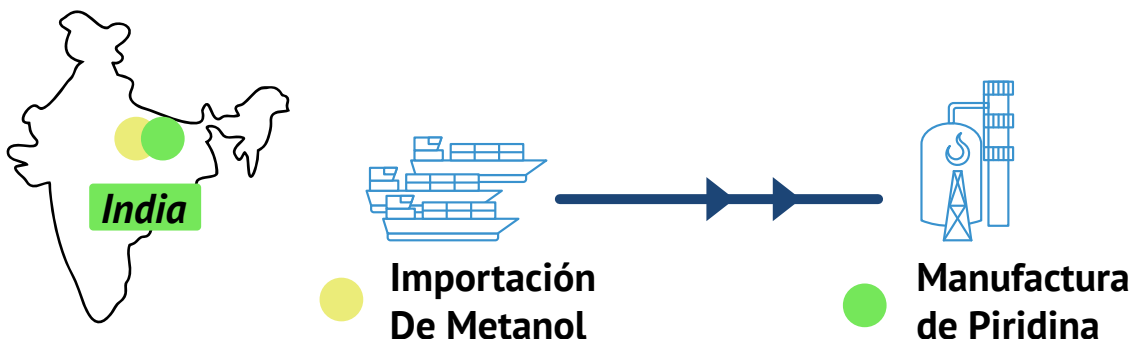 India
Importación
De Metanol
Manufactura
de Piridina